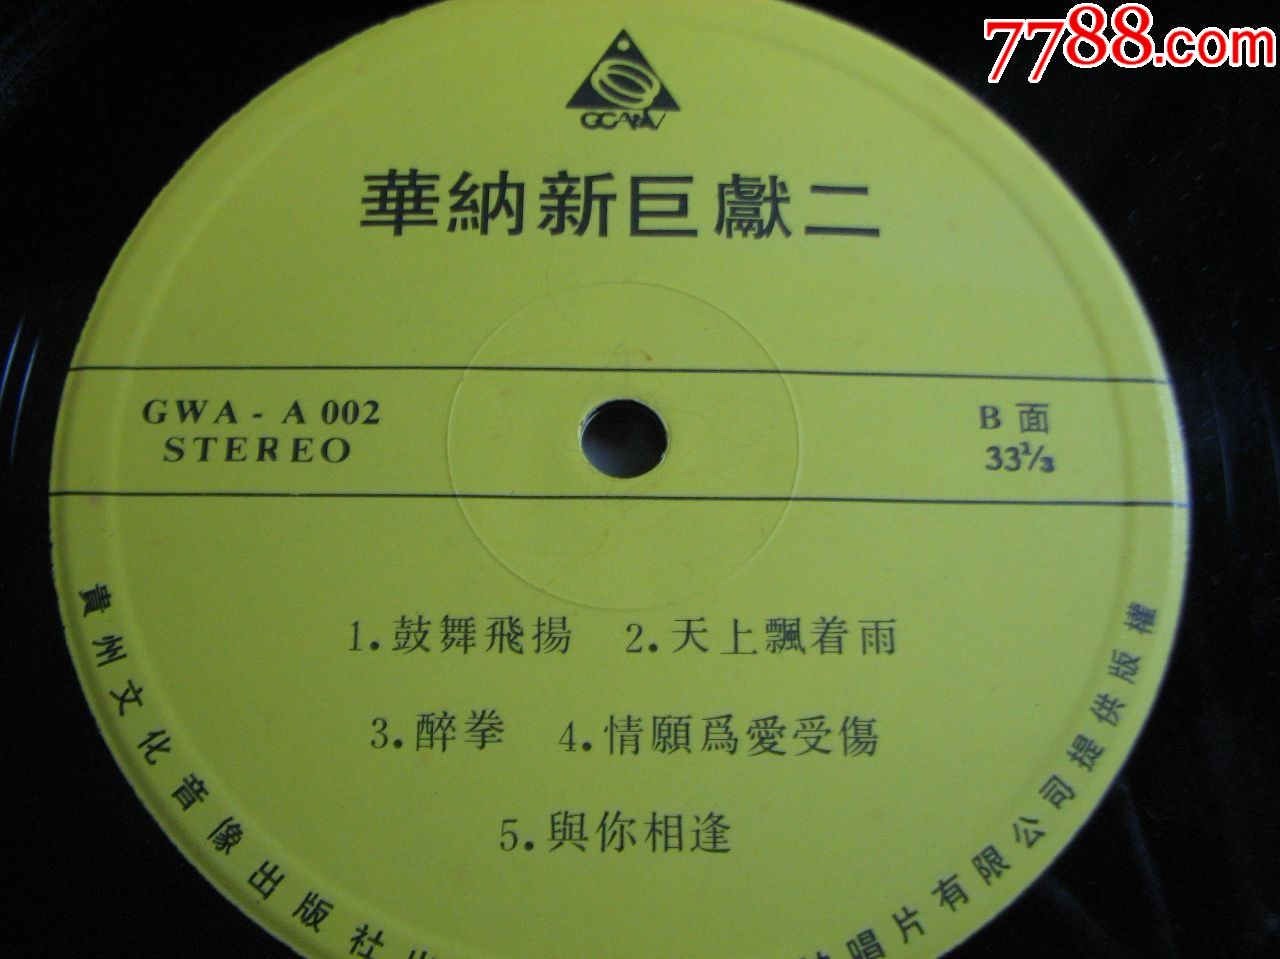 7788.com
GCA&V
華納新巨獻二
GWA - A 002
STEREO
B 面
33⅓
1.鼓舞飛揚 2.天上飄着雨
3.醉拳 4.情願爲愛受傷
5.與你相逢
貴州文化音像出版社出
唱片有限公司提供版權